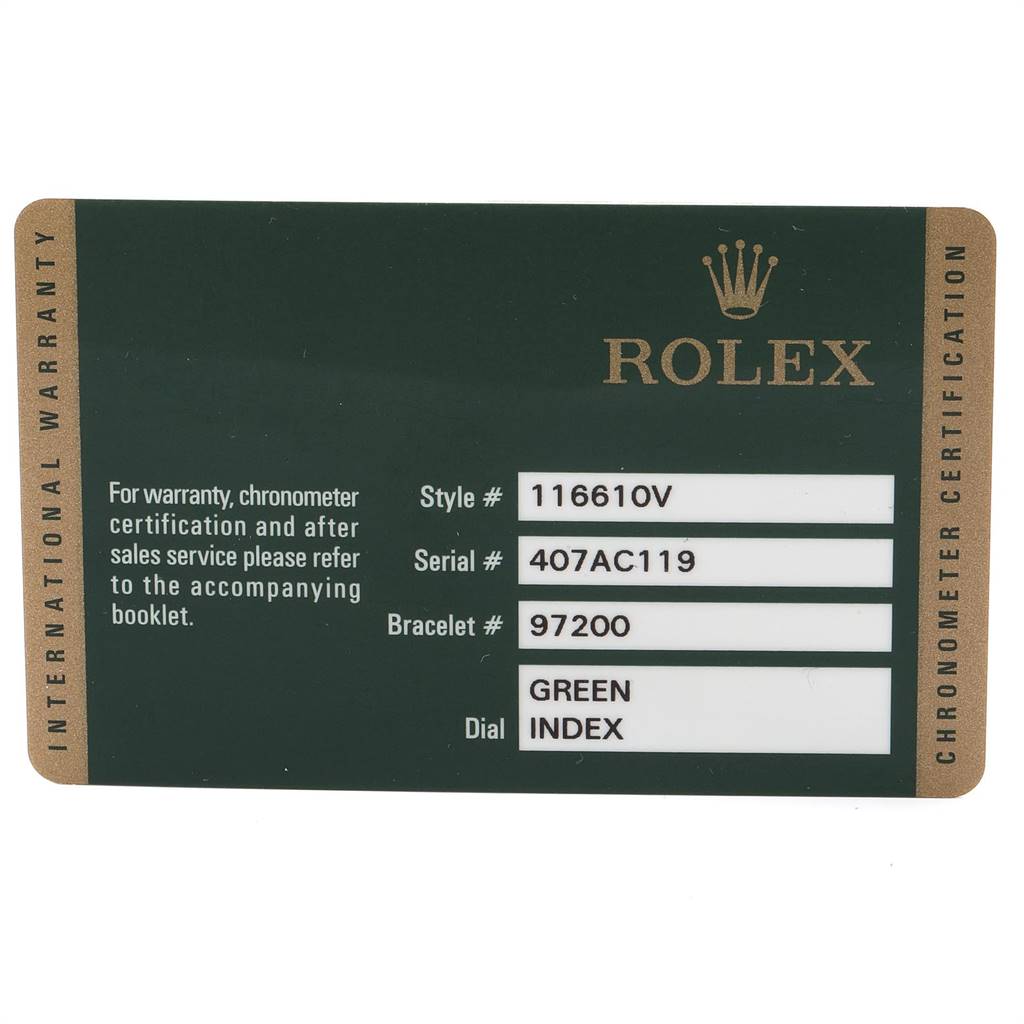 INTERNATIONAL WARRANTY
ROLEX
For warranty, chronometer
certification and after
sales service please refer
to the accompanying
booklet.
Style # 116610V
Serial # 407AC119
Bracelet # 97200
Dial GREEN
INDEX
CHRONOMETER CERTIFICATION